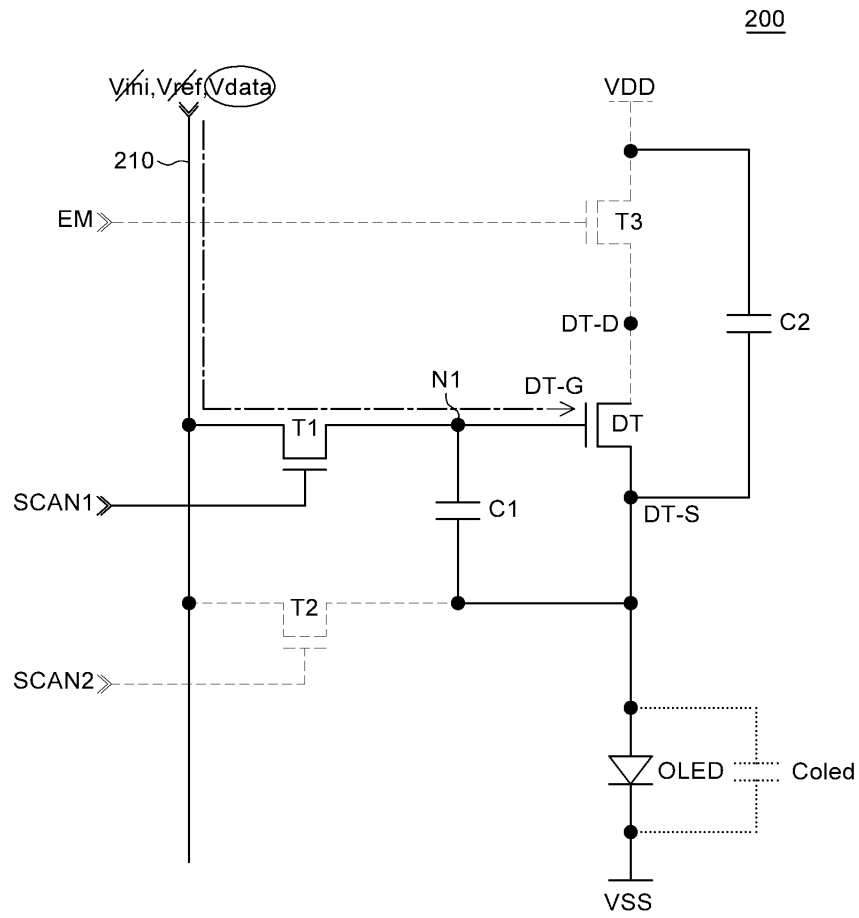 200
Vini,Vref,Vdata
VDD
210
EM
T3
DT-D
C2
N1
DT-G
T1
DT
SCAN1
C1
DT-S
T2
SCAN2
OLED
Coled
VSS